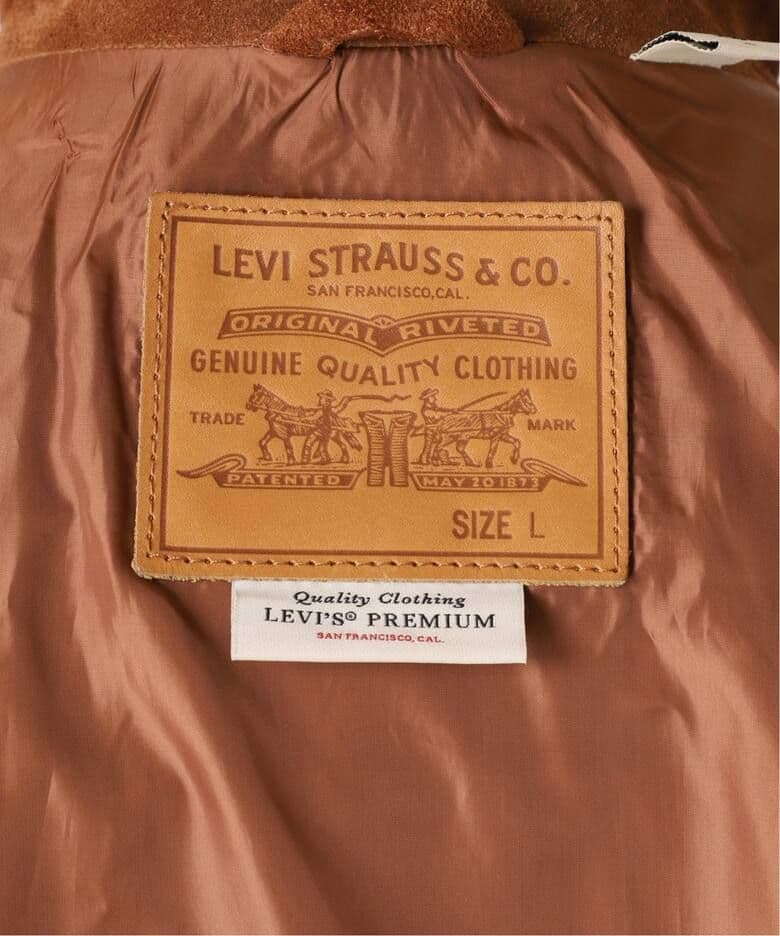 LEVI STRAUSS & CO.
SAN FRANCISCO, CAL.
ORIGINAL RIVETED
GENUINE QUALITY CLOTHING
TRADE MARK
PATENTED MAY 20 1873
SIZE L
Quality Clothing
LEVI'S® PREMIUM
SAN FRANCISCO, CAL.